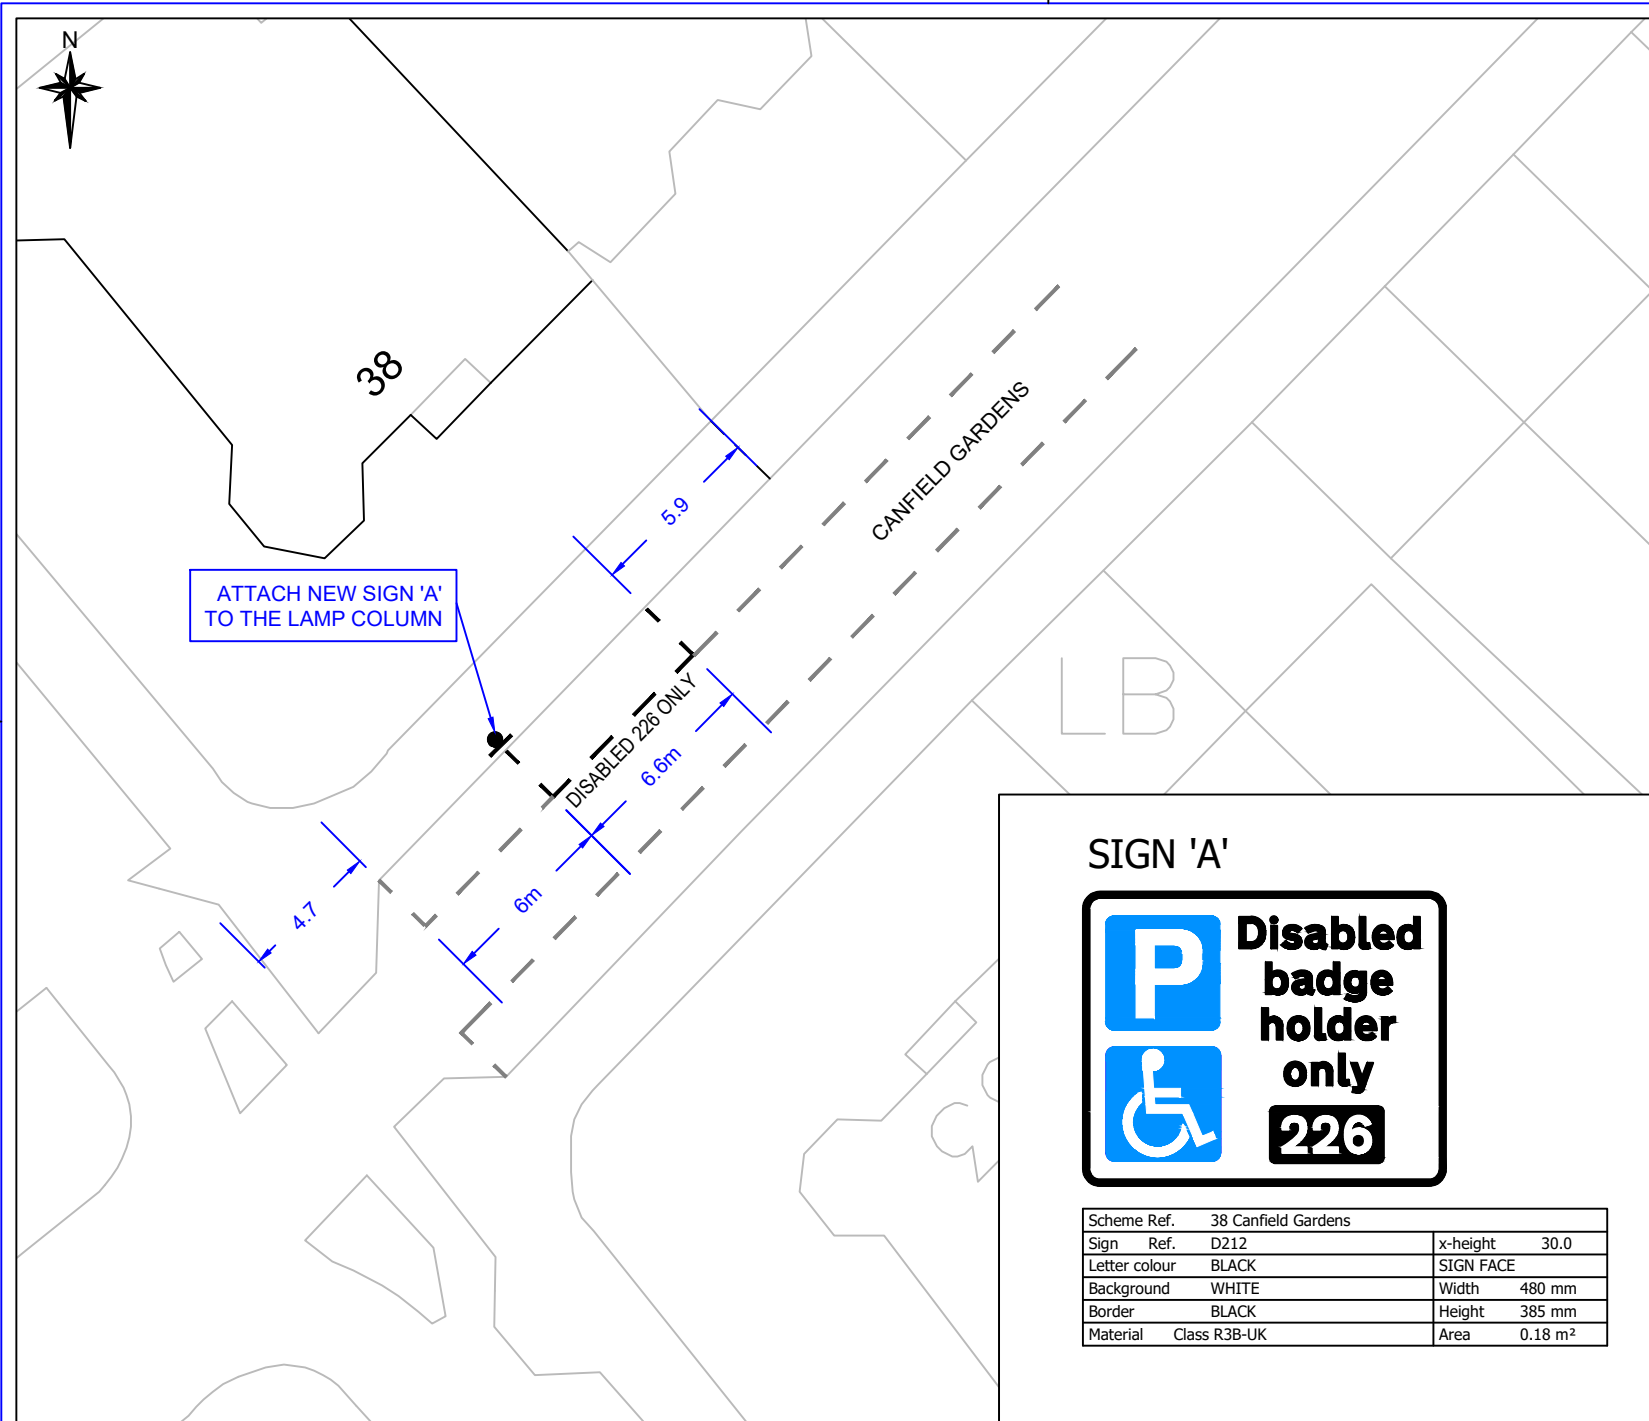 N
38
5.9
CANFIELD GARDENS
ATTACH NEW SIGN 'A'
TO THE LAMP COLUMN
DISABLED 226 ONLY
6.6m
LB
6m
4.7
SIGN 'A'
P
Disabled
badge
holder
only
226
Scheme Ref. 38 Canfield Gardens
Sign Ref. D212 x-height 30.0
Letter colour BLACK SIGN FACE
Background WHITE Width 480 mm
Border BLACK Height 385 mm
Material Class R3B-UK Area 0.18 m²